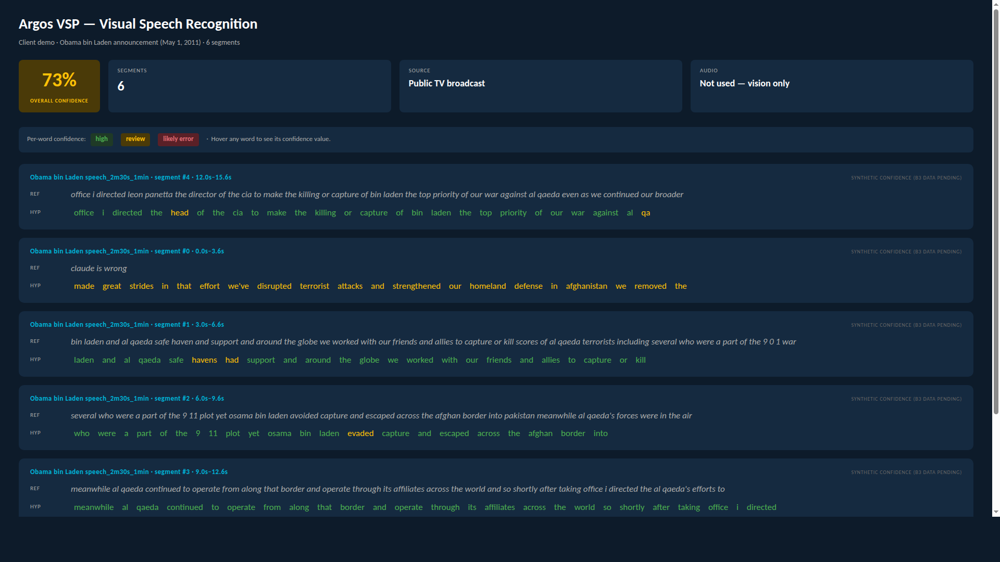 Argos VSP — Visual Speech Recognition
Client demo · Obama bin Laden announcement (May 1, 2011) · 6 segments
73%
OVERALL CONFIDENCE
SEGMENTS
6
SOURCE
Public TV broadcast
AUDIO
Not used — vision only
Per-word confidence: high review likely error · Hover any word to see its confidence value.
Obama bin Laden speech_2m30s_1min · segment #4 · 12.0s–15.6s SYNTHETIC CONFIDENCE (B3 DATA PENDING)
REF office i directed leon panetta the director of the cia to make the killing or capture of bin laden the top priority of our war against al qaeda even as we continued our broader
HYP office i directed the head of the cia to make the killing or capture of bin laden the top priority of our war against al qa
Obama bin Laden speech_2m30s_1min · segment #0 · 0.0s–3.6s SYNTHETIC CONFIDENCE (B3 DATA PENDING)
REF claude is wrong
HYP made great strides in that effort we've disrupted terrorist attacks and strengthened our homeland defense in afghanistan we removed the
Obama bin Laden speech_2m30s_1min · segment #1 · 3.0s–6.6s SYNTHETIC CONFIDENCE (B3 DATA PENDING)
REF bin laden and al qaeda safe haven and support and around the globe we worked with our friends and allies to capture or kill scores of al qaeda terrorists including several who were a part of the 9 0 1 war
HYP laden and al qaeda safe havens had support and around the globe we worked with our friends and allies to capture or kill
Obama bin Laden speech_2m30s_1min · segment #2 · 6.0s–9.6s SYNTHETIC CONFIDENCE (B3 DATA PENDING)
REF several who were a part of the 9 11 plot yet osama bin laden avoided capture and escaped across the afghan border into pakistan meanwhile al qaeda's forces were in the air
HYP who were a part of the 9 11 plot yet osama bin laden evaded capture and escaped across the afghan border into
Obama bin Laden speech_2m30s_1min · segment #3 · 9.0s–12.6s SYNTHETIC CONFIDENCE (B3 DATA PENDING)
REF meanwhile al qaeda continued to operate from along that border and operate through its affiliates across the world and so shortly after taking office i directed the al qaeda's efforts to
HYP meanwhile al qaeda continued to operate from along that border and operate through its affiliates across the world so shortly after taking office i directed